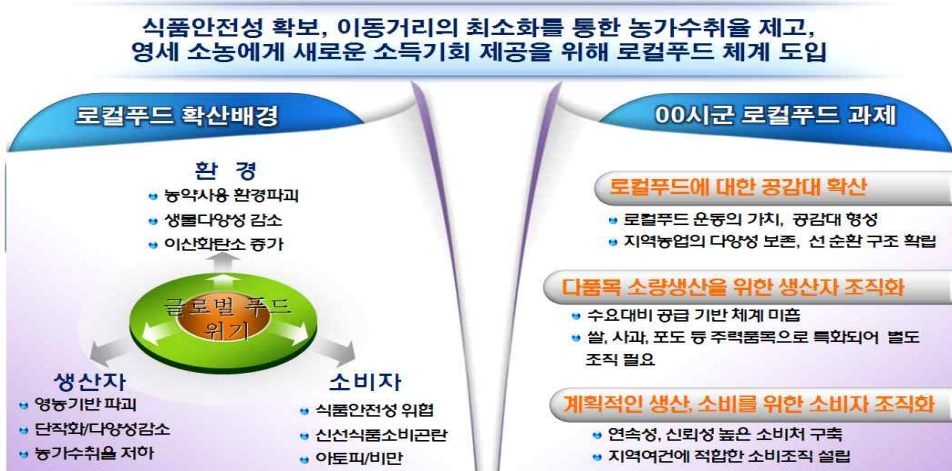 식품안전성 확보, 이동거리의 최소화를 통한 농가수취율 제고,
영세 소농에게 새로운 소득기회 제공을 위해 로컬푸드 체계 도입
로컬푸드 확산배경
환 경
농약사용 환경파괴
생물다양성 감소
이산화탄소 증가
글로벌 푸드
위기
생산자
영농기반 파괴
단작화/다양성감소
농가수취율 저하
소비자
식품안전성 위협
신선식품소비곤란
아토피/비만
00시군 로컬푸드 과제
로컬푸드에 대한 공감대 확산
로컬푸드 운동의 가치, 공감대 형성
지역농업의 다양성 보존, 선 순환 구조 확립
다품목 소량생산을 위한 생산자 조직화
수요대비 공급 기반 체계 미흡
쌀, 사과, 포도 등 주력품목으로 특화되어 별도
조직 필요
계획적인 생산, 소비를 위한 소비자 조직화
연속성, 신뢰성 높은 소비처 구축
지역여건에 적합한 소비조직 설립